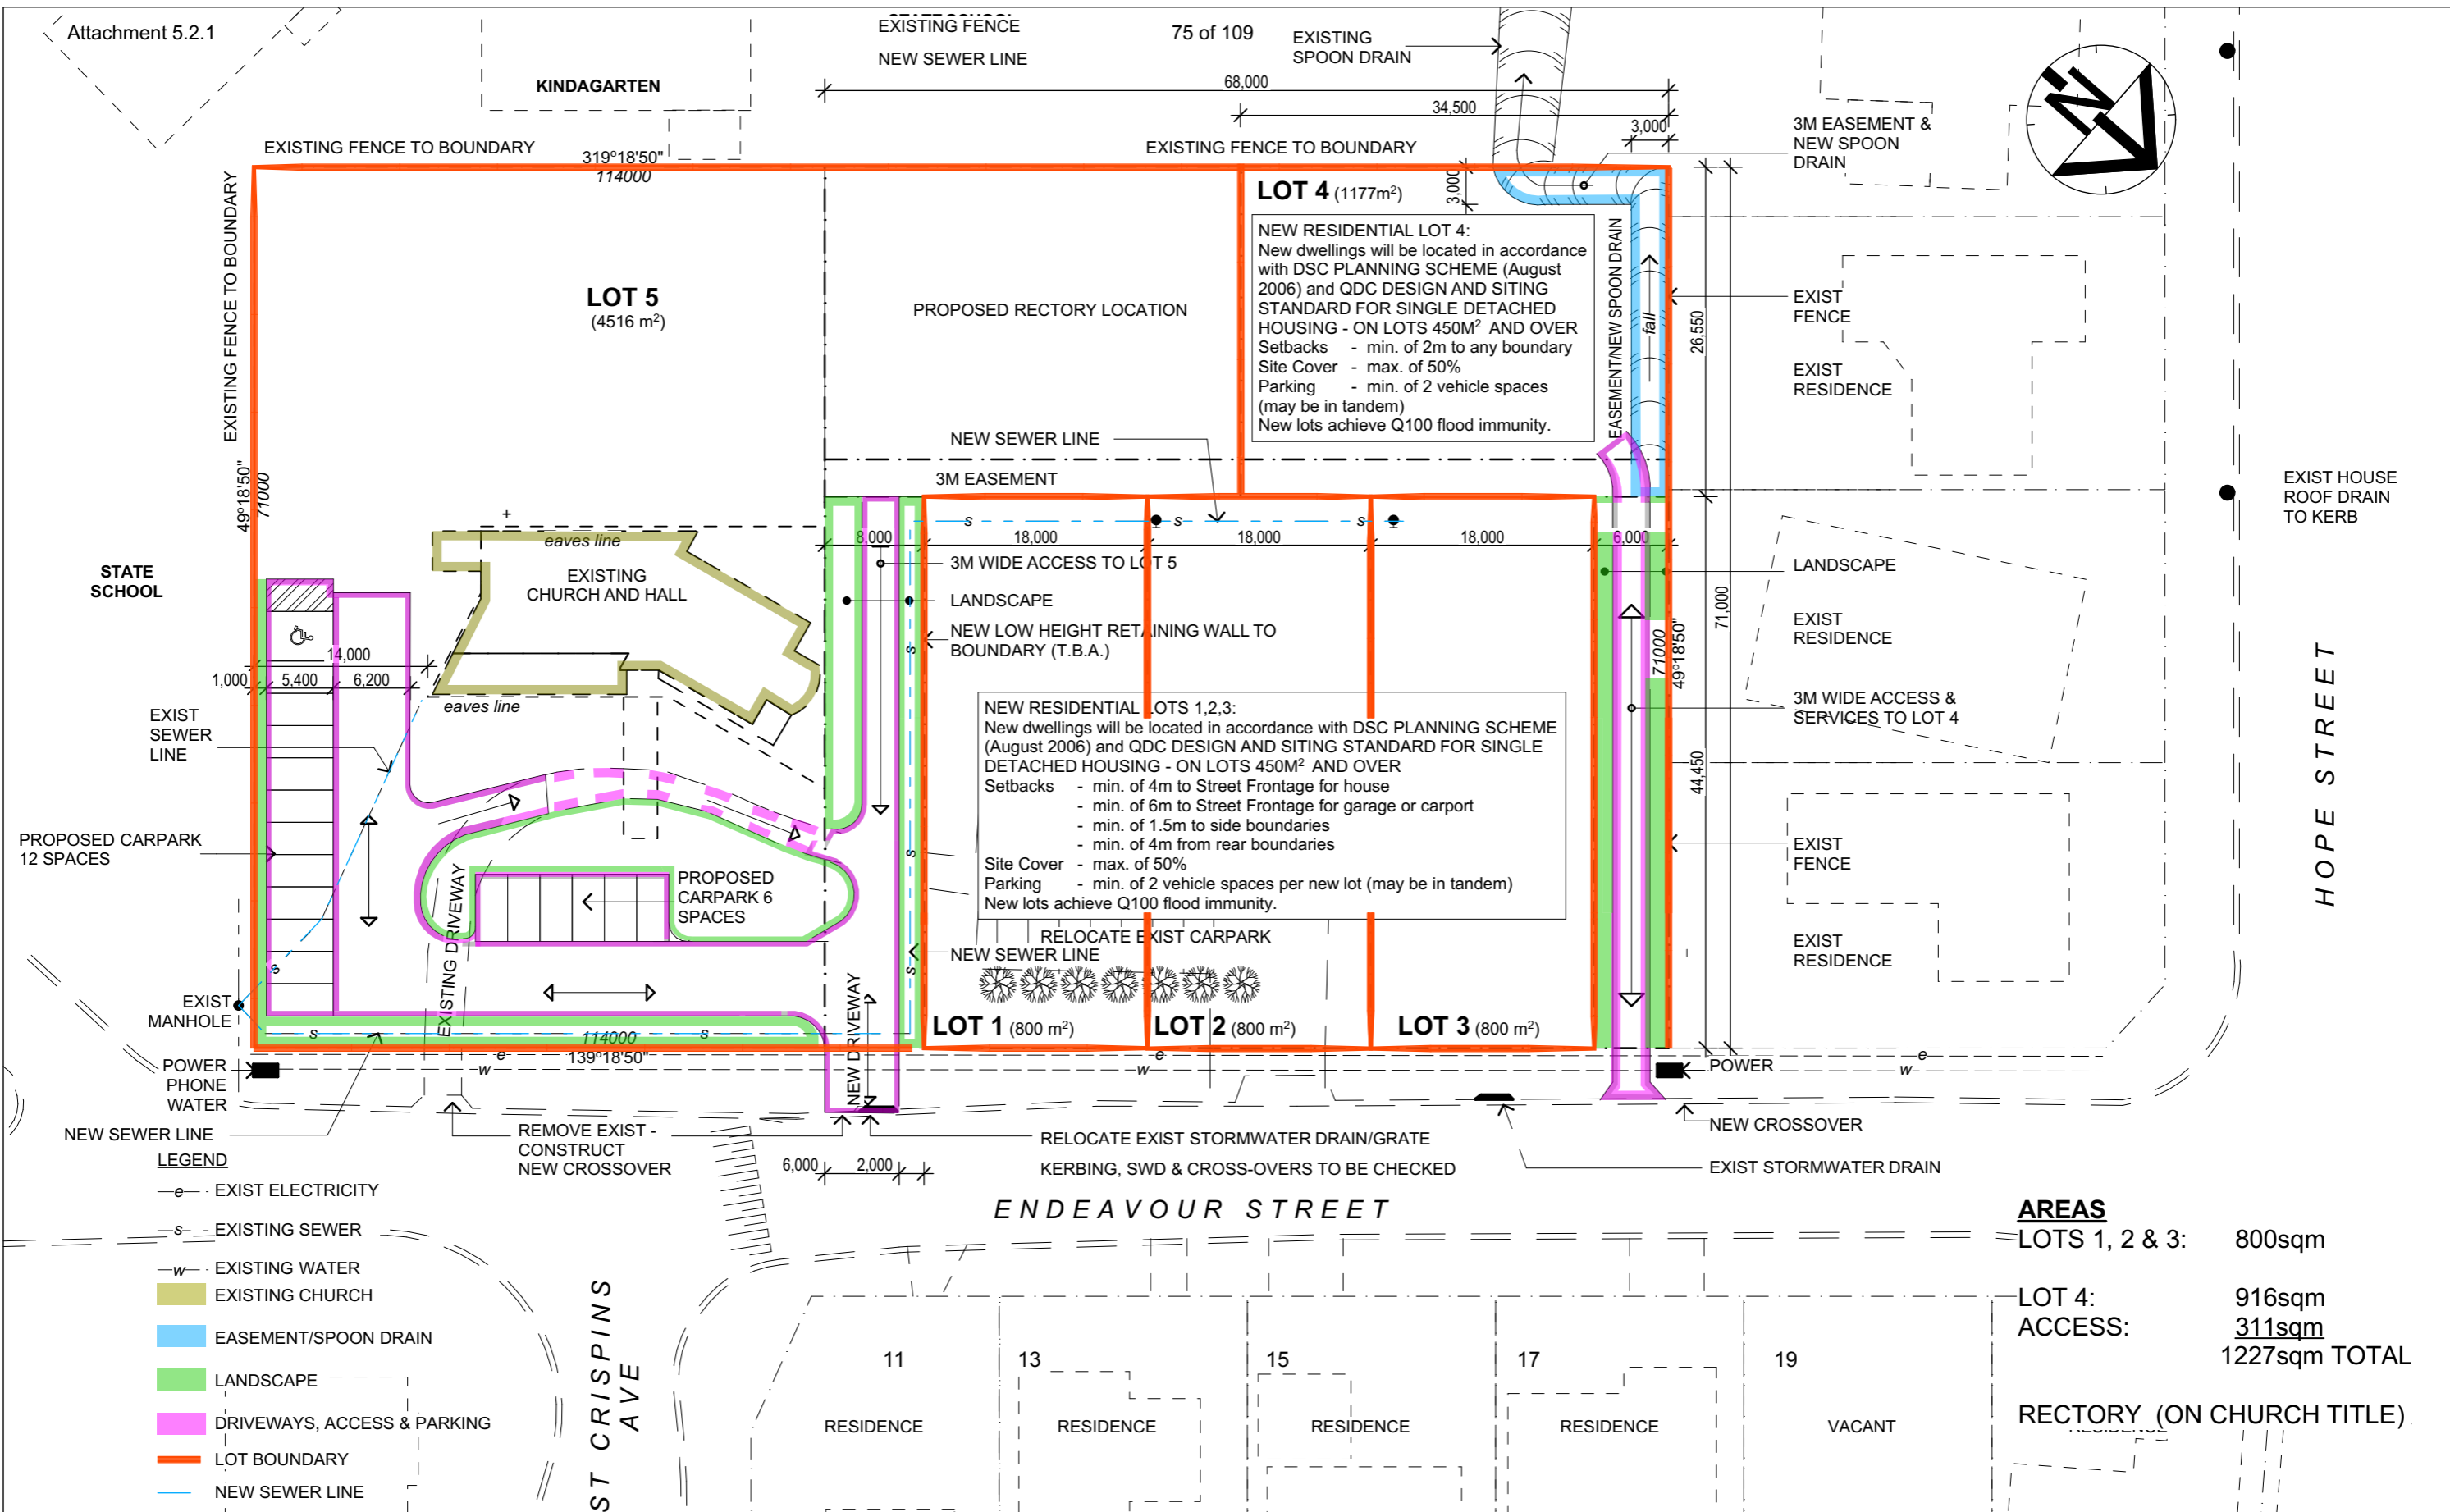 Attachment 5.2.1
STATE SCHOOL
EXISTING FENCE
NEW SEWER LINE
75 of 109
EXISTING
SPOON DRAIN
KINDAGARTEN
68,000
34,500
3,000
3M EASEMENT &
NEW SPOON
DRAIN
N
EXISTING FENCE TO BOUNDARY
319°18'50"
114000
EXISTING FENCE TO BOUNDARY
EXISTING FENCE TO BOUNDARY
49°18'50"
71000
LOT 5
(4516 m²)
PROPOSED RECTORY LOCATION
LOT 4 (1177m²)
3,000
NEW RESIDENTIAL LOT 4:
New dwellings will be located in accordance
with DSC PLANNING SCHEME (August
2006) and QDC DESIGN AND SITING
STANDARD FOR SINGLE DETACHED
HOUSING - ON LOTS 450M² AND OVER
Setbacks - min. of 2m to any boundary
Site Cover - max. of 50%
Parking - min. of 2 vehicle spaces
(may be in tandem)
New lots achieve Q100 flood immunity.
EASEMENT/NEW SPOON DRAIN
fall
26,550
EXIST
FENCE
EXIST
RESIDENCE
NEW SEWER LINE
3M EASEMENT
EXIST HOUSE
ROOF DRAIN
TO KERB
STATE
SCHOOL
+
eaves line
EXISTING
CHURCH AND HALL
eaves line
s
s
s
8,000
18,000
18,000
18,000
6,000
3M WIDE ACCESS TO LOT 5
LANDSCAPE
NEW LOW HEIGHT RETAINING WALL TO
BOUNDARY (T.B.A.)
LANDSCAPE
EXIST
RESIDENCE
71,000
71000
49°18'50"
3M WIDE ACCESS &
SERVICES TO LOT 4
44,450
HOPE STREET
14,000
1,000
5,400
6,200
EXIST
SEWER
LINE
NEW RESIDENTIAL LOTS 1,2,3:
New dwellings will be located in accordance with DSC PLANNING SCHEME
(August 2006) and QDC DESIGN AND SITING STANDARD FOR SINGLE
DETACHED HOUSING - ON LOTS 450M² AND OVER
Setbacks - min. of 4m to Street Frontage for house
- min. of 6m to Street Frontage for garage or carport
- min. of 1.5m to side boundaries
- min. of 4m from rear boundaries
Site Cover - max. of 50%
Parking - min. of 2 vehicle spaces per new lot (may be in tandem)
New lots achieve Q100 flood immunity.
s
s
s
PROPOSED CARPARK
12 SPACES
PROPOSED
CARPARK 6
SPACES
EXISTING DRIVEWAY
EXIST
FENCE
EXIST
RESIDENCE
RELOCATE EXIST CARPARK
NEW SEWER LINE
NEW DRIVEWAY
s
EXIST
MANHOLE
s
s
114000
139°18'50"
LOT 1 (800 m²)
LOT 2 (800 m²)
LOT 3 (800 m²)
e
e
e
w
w
w
POWER
PHONE
WATER
POWER
NEW SEWER LINE
REMOVE EXIST -
CONSTRUCT
NEW CROSSOVER
6,000
2,000
RELOCATE EXIST STORMWATER DRAIN/GRATE
KERBING, SWD & CROSS-OVERS TO BE CHECKED
NEW CROSSOVER
EXIST STORMWATER DRAIN
LEGEND
e EXIST ELECTRICITY
s EXISTING SEWER
w EXISTING WATER
EXISTING CHURCH
EASEMENT/SPOON DRAIN
LANDSCAPE
DRIVEWAYS, ACCESS & PARKING
LOT BOUNDARY
NEW SEWER LINE
ENDEAVOUR STREET
ST CRISPINS
AVE
11
13
15
17
19
RESIDENCE
RESIDENCE
RESIDENCE
RESIDENCE
VACANT
RESIDENCE
AREAS
LOTS 1, 2 & 3: 800sqm
LOT 4: 916sqm
ACCESS: 311sqm
1227sqm TOTAL
RECTORY (ON CHURCH TITLE)